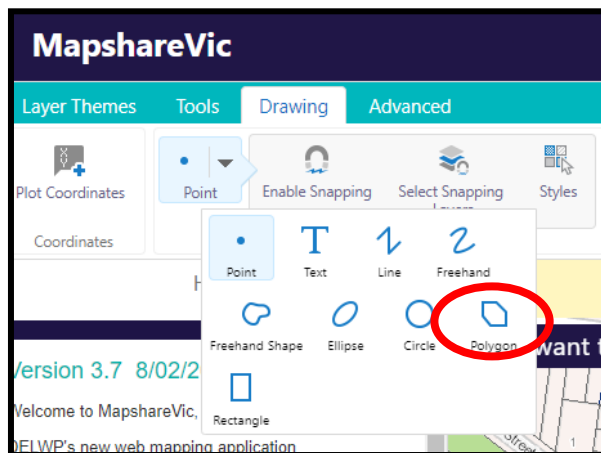 MapshareVic
Layer Themes Tools Drawing Advanced
Plot Coordinates Point Enable Snapping Select Snapping Styles
Coordinates
Point Text Line Freehand
H
Freehand Shape Ellipse Circle Polygon
want t
Version 3.7 8/02/2
Rectangle
Welcome to MapshareVic,
DELWP's new web mapping application
Street
1